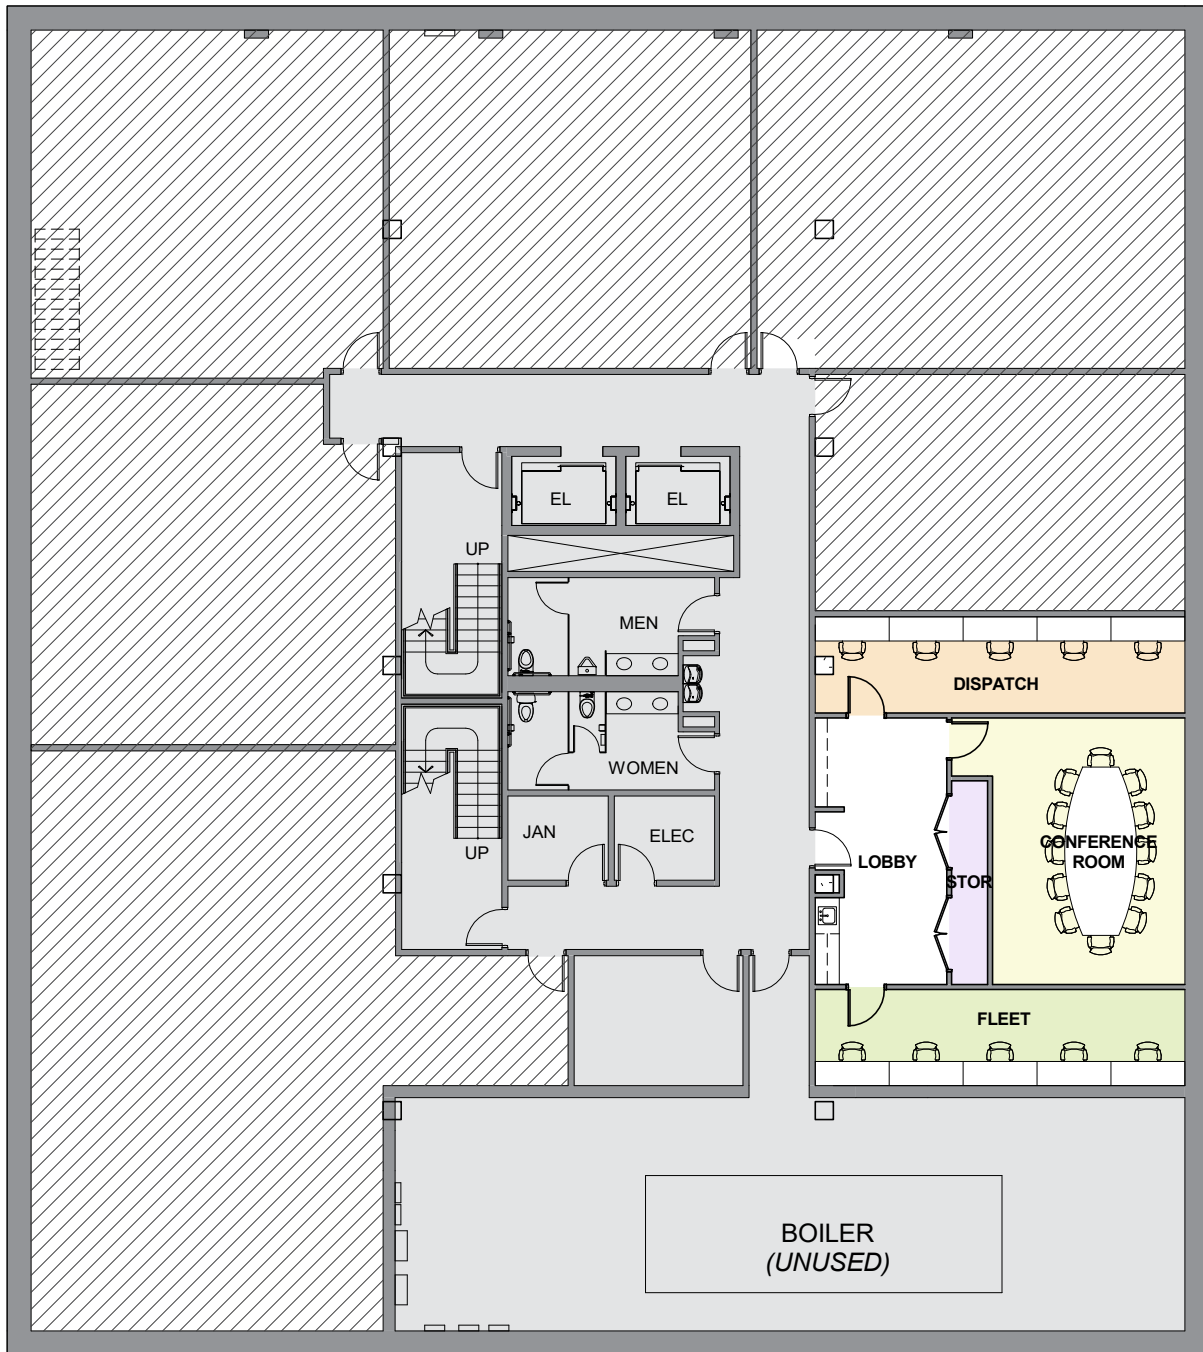 EL
EL
UP
MEN
DISPATCH
WOMEN
JAN
ELEC
UP
LOBBY
STOR
CONFERENCE
ROOM
FLEET
BOILER
(UNUSED)